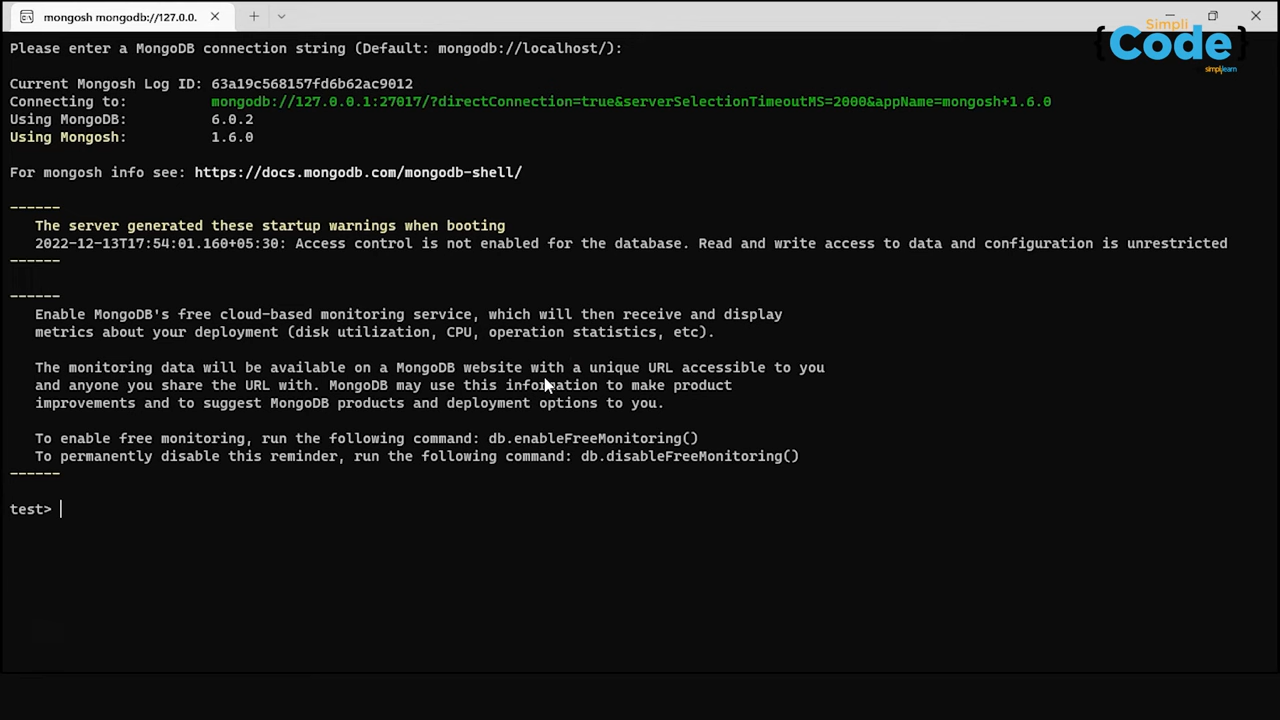 mongosh mongodb://127.0.0.
Simpli
{Code}
simplilearn
Please enter a MongoDB connection string (Default: mongodb://localhost/):
Current Mongosh Log ID: 63a19c568157fd6b62ac9012
Connecting to: mongodb://127.0.0.1:27017/?directConnection=true&serverSelectionTimeoutMS=2000&appName=mongosh+1.6.0
Using MongoDB: 6.0.2
Using Mongosh: 1.6.0
For mongosh info see: https://docs.mongodb.com/mongodb-shell/
------
The server generated these startup warnings when booting
2022-12-13T17:54:01.160+05:30: Access control is not enabled for the database. Read and write access to data and configuration is unrestricted
------
------
Enable MongoDB's free cloud-based monitoring service, which will then receive and display
metrics about your deployment (disk utilization, CPU, operation statistics, etc).
The monitoring data will be available on a MongoDB website with a unique URL accessible to you
and anyone you share the URL with. MongoDB may use this information to make product
improvements and to suggest MongoDB products and deployment options to you.
To enable free monitoring, run the following command: db.enableFreeMonitoring()
To permanently disable this reminder, run the following command: db.disableFreeMonitoring()
------
test>